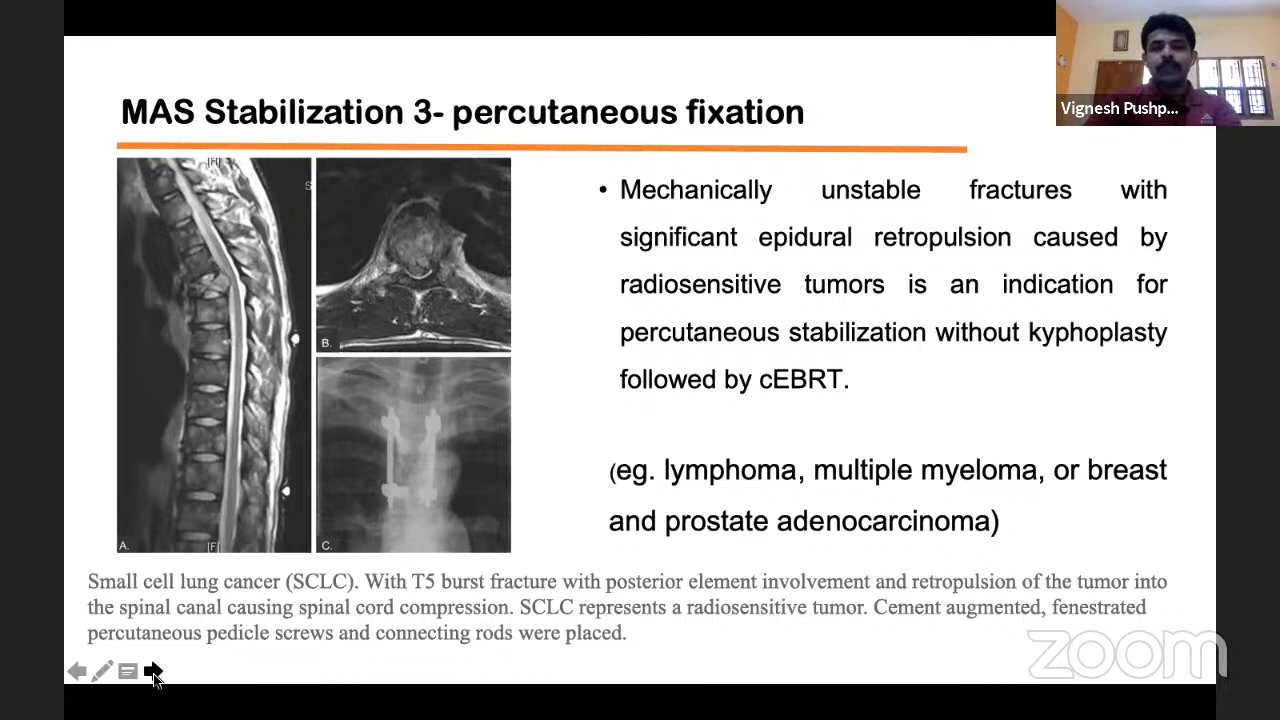 Vignesh Pushp...
MAS Stabilization 3- percutaneous fixation
[H]
S
B.
A.
[F]
C.
• Mechanically unstable fractures with
significant epidural retropulsion caused by
radiosensitive tumors is an indication for
percutaneous stabilization without kyphoplasty
followed by cEBRT.
(eg. lymphoma, multiple myeloma, or breast
and prostate adenocarcinoma)
Small cell lung cancer (SCLC). With T5 burst fracture with posterior element involvement and retropulsion of the tumor into
the spinal canal causing spinal cord compression. SCLC represents a radiosensitive tumor. Cement augmented, fenestrated
percutaneous pedicle screws and connecting rods were placed.
zoom